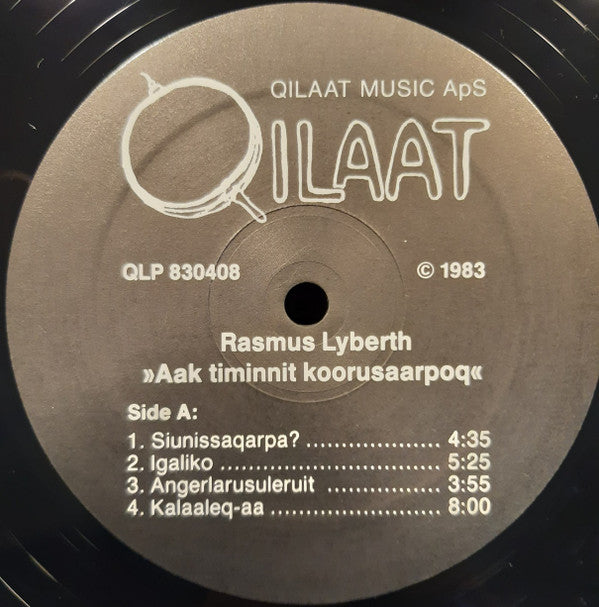 QILAAT MUSIC ApS
QILAAT
QLP 830408
© 1983
Rasmus Lyberth
»Aak timinnit koorusaarpoq«
Side A:
1. Siunissaqarpa? ..................... 4:35
2. Igaliko ................................... 5:25
3. Angerlarusuleruit ................. 3:55
4. Kalaaleq-aa ........................... 8:00